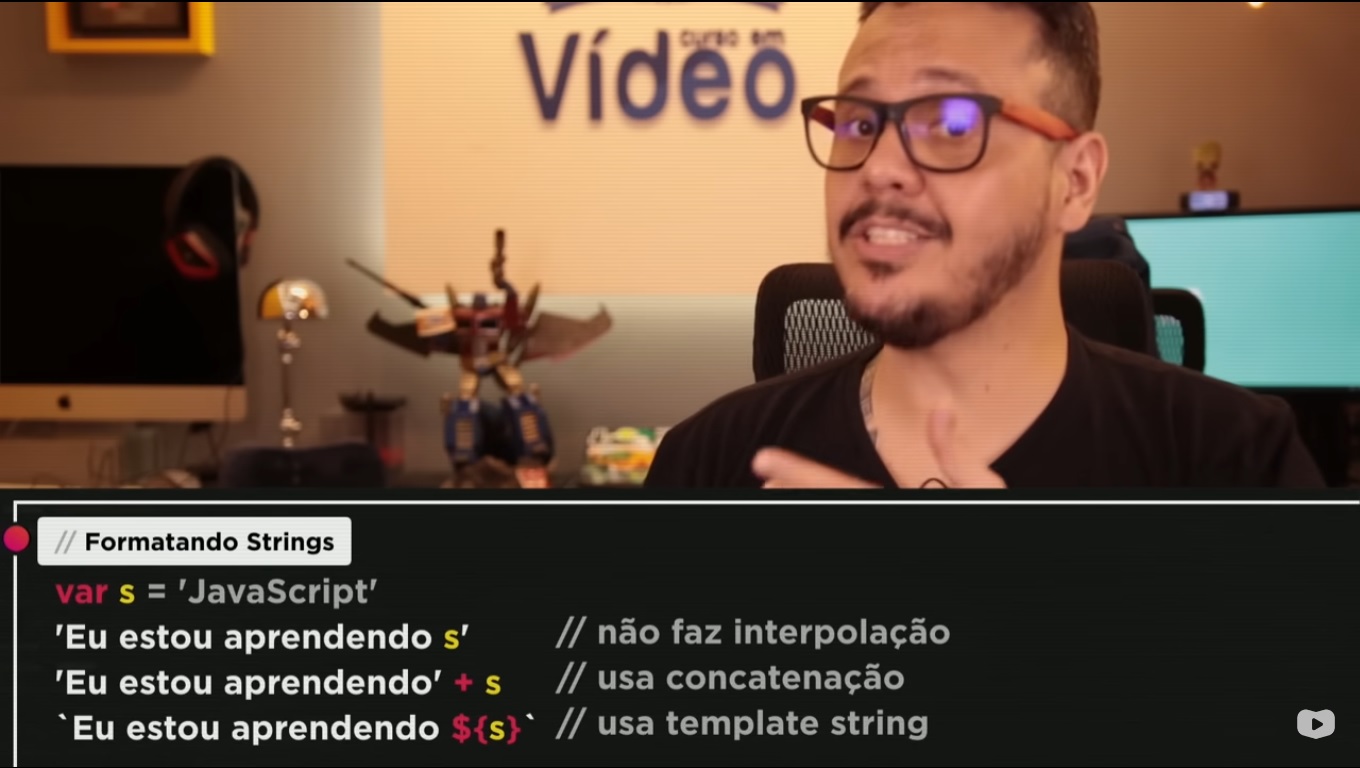 curso em
Vídeo
// Formatando Strings
var s = 'JavaScript'
'Eu estou aprendendo s' // não faz interpolação
'Eu estou aprendendo' + s // usa concatenação
`Eu estou aprendendo ${s}` // usa template string